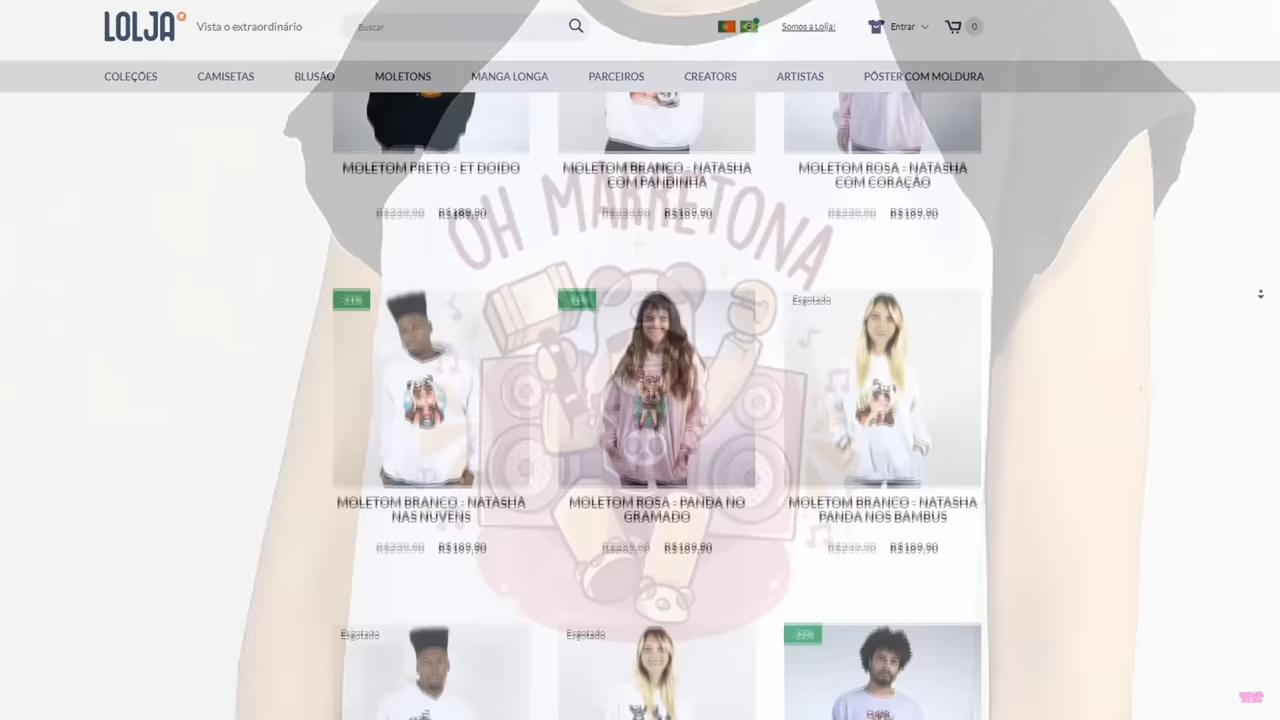 LOLJA
Vista o extraordinário
Buscar
Somos a Lolja!
Entrar
0
COLEÇÕES
CAMISETAS
BLUSÃO
MOLETONS
MANGA LONGA
PARCEIROS
CREATORS
ARTISTAS
PÔSTER COM MOLDURA
MOLETOM PRETO - ET DOIDO
R$239,90 R$189,90
MOLETOM BRANCO - NATASHA
COM PANDINHA
R$239,90 R$189,90
MOLETOM ROSA - NATASHA
COM CORAÇÃO
R$239,90 R$189,90
OH MARRETONA
MOLETOM BRANCO - NATASHA
NAS NUVENS
R$239,90 R$189,90
MOLETOM ROSA - PANDA NO
GRAMADO
R$239,90 R$189,90
Esgotado
MOLETOM BRANCO - NATASHA
PANDA NOS BAMBUS
R$239,90 R$189,90
Esgotado
Esgotado